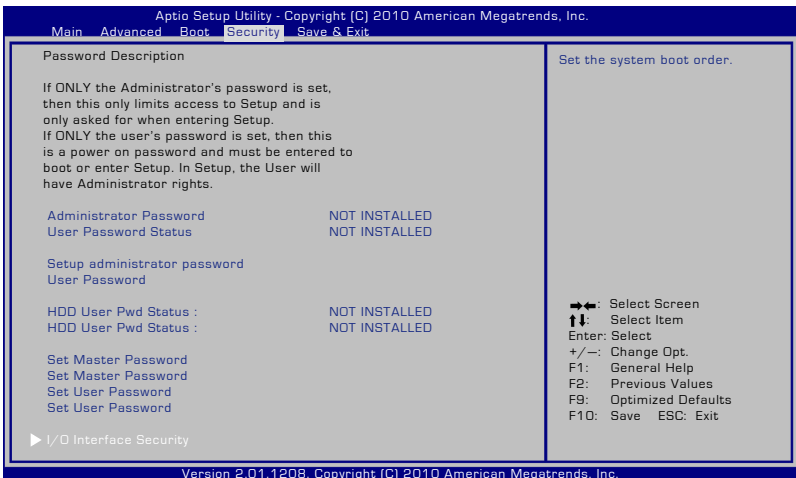 Aptio Setup Utility - Copyright (C) 2010 American Megatrends, Inc.
Main Advanced Boot Security Save & Exit
Password Description
If ONLY the Administrator's password is set,
then this only limits access to Setup and is
only asked for when entering Setup.
If ONLY the user's password is set, then this
is a power on password and must be entered to
boot or enter Setup. In Setup, the User will
have Administrator rights.
Administrator Password NOT INSTALLED
User Password Status NOT INSTALLED
Setup administrator password
User Password
HDD User Pwd Status : NOT INSTALLED
HDD User Pwd Status : NOT INSTALLED
Set Master Password
Set Master Password
Set User Password
Set User Password
I/O Interface Security
Set the system boot order.
→←: Select Screen
↑↓: Select Item
Enter: Select
+/—: Change Opt.
F1: General Help
F2: Previous Values
F9: Optimized Defaults
F10: Save ESC: Exit
Version 2.01.1208. Copyright (C) 2010 American Megatrends, Inc.